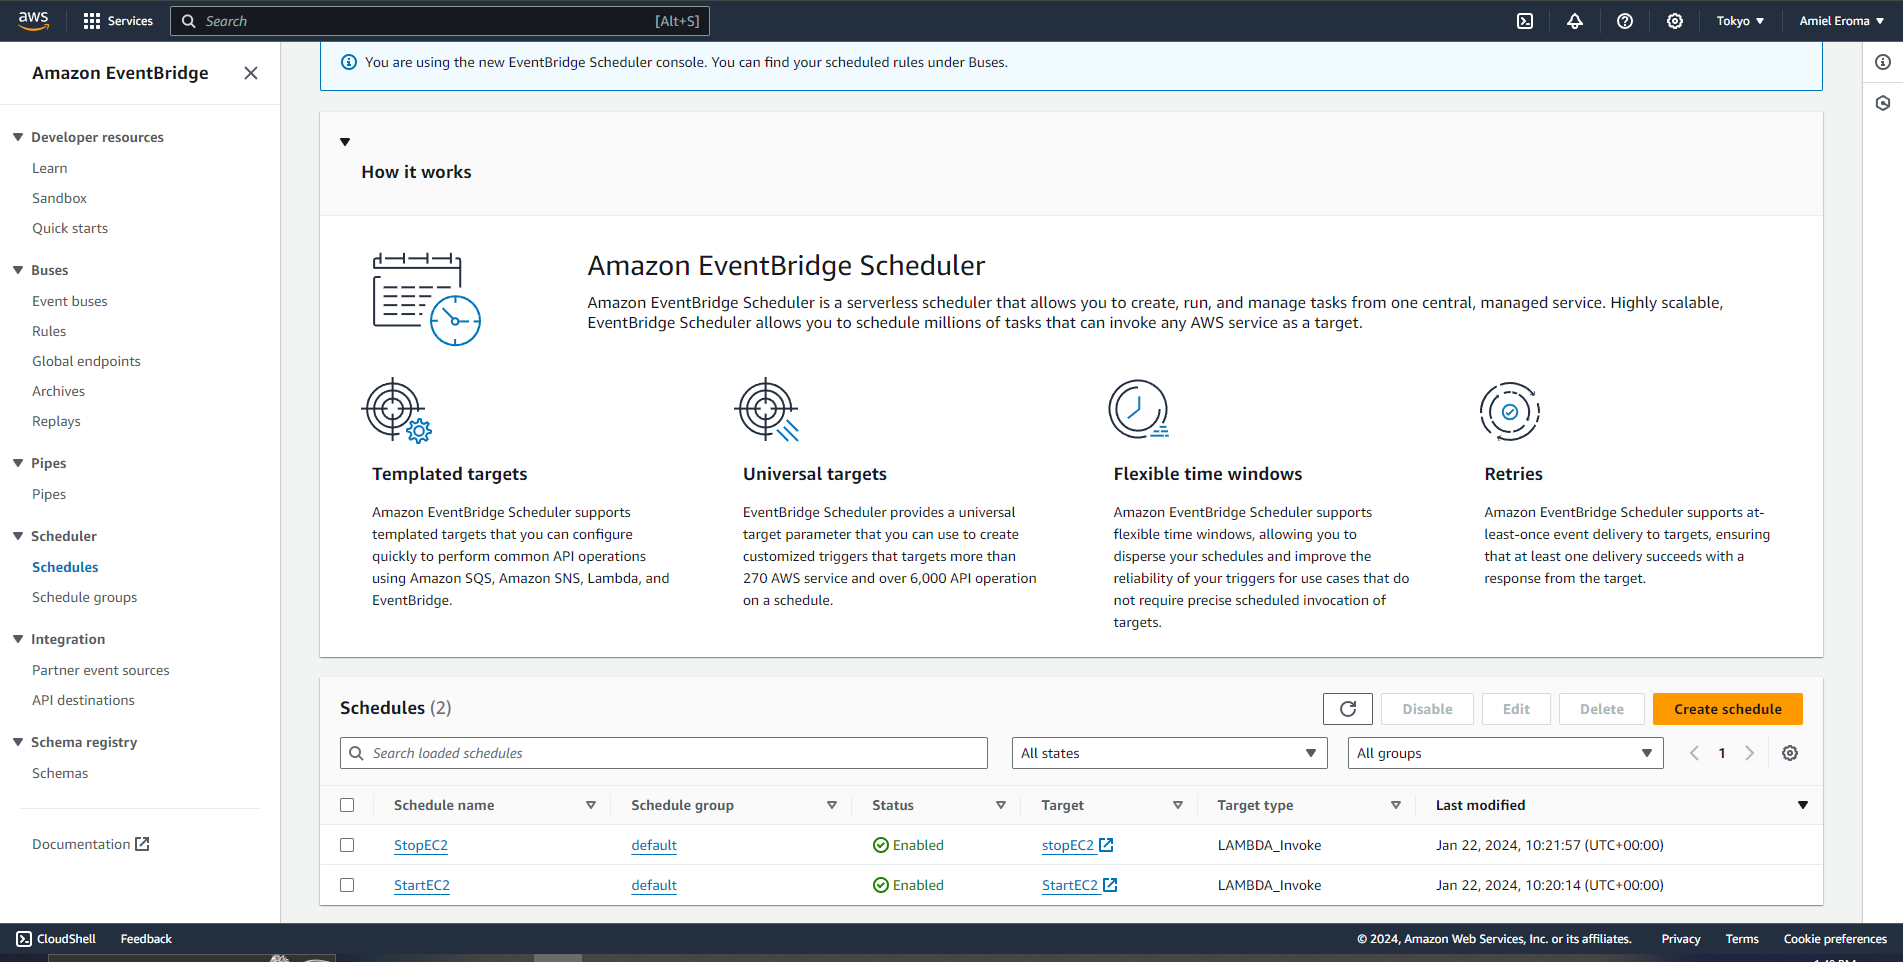 aws
Services
Search
[Alt+S]
Tokyo
Amiel Eroma
Amazon EventBridge
Developer resources
Learn
Sandbox
Quick starts
Buses
Event buses
Rules
Global endpoints
Archives
Replays
Pipes
Pipes
Scheduler
Schedules
Schedule groups
Integration
Partner event sources
API destinations
Schema registry
Schemas
Documentation
You are using the new EventBridge Scheduler console. You can find your scheduled rules under Buses.
How it works
Amazon EventBridge Scheduler
Amazon EventBridge Scheduler is a serverless scheduler that allows you to create, run, and manage tasks from one central, managed service. Highly scalable,
EventBridge Scheduler allows you to schedule millions of tasks that can invoke any AWS service as a target.
Templated targets
Amazon EventBridge Scheduler supports
templated targets that you can configure
quickly to perform common API operations
using Amazon SQS, Amazon SNS, Lambda, and
EventBridge.
Universal targets
EventBridge Scheduler provides a universal
target parameter that you can use to create
customized triggers that targets more than
270 AWS service and over 6,000 API operation
on a schedule.
Flexible time windows
Amazon EventBridge Scheduler supports
flexible time windows, allowing you to
disperse your schedules and improve the
reliability of your triggers for use cases that do
not require precise scheduled invocation of
targets.
Retries
Amazon EventBridge Scheduler supports at-
least-once event delivery to targets, ensuring
that at least one delivery succeeds with a
response from the target.
Schedules (2)
Disable
Edit
Delete
Create schedule
Search loaded schedules
All states
All groups
1
Schedule name
Schedule group
Status
Target
Target type
Last modified
StopEC2
default
Enabled
stopEC2
LAMBDA_Invoke
Jan 22, 2024, 10:21:57 (UTC+00:00)
StartEC2
default
Enabled
StartEC2
LAMBDA_Invoke
Jan 22, 2024, 10:20:14 (UTC+00:00)
CloudShell
Feedback
© 2024, Amazon Web Services, Inc. or its affiliates.
Privacy
Terms
Cookie preferences